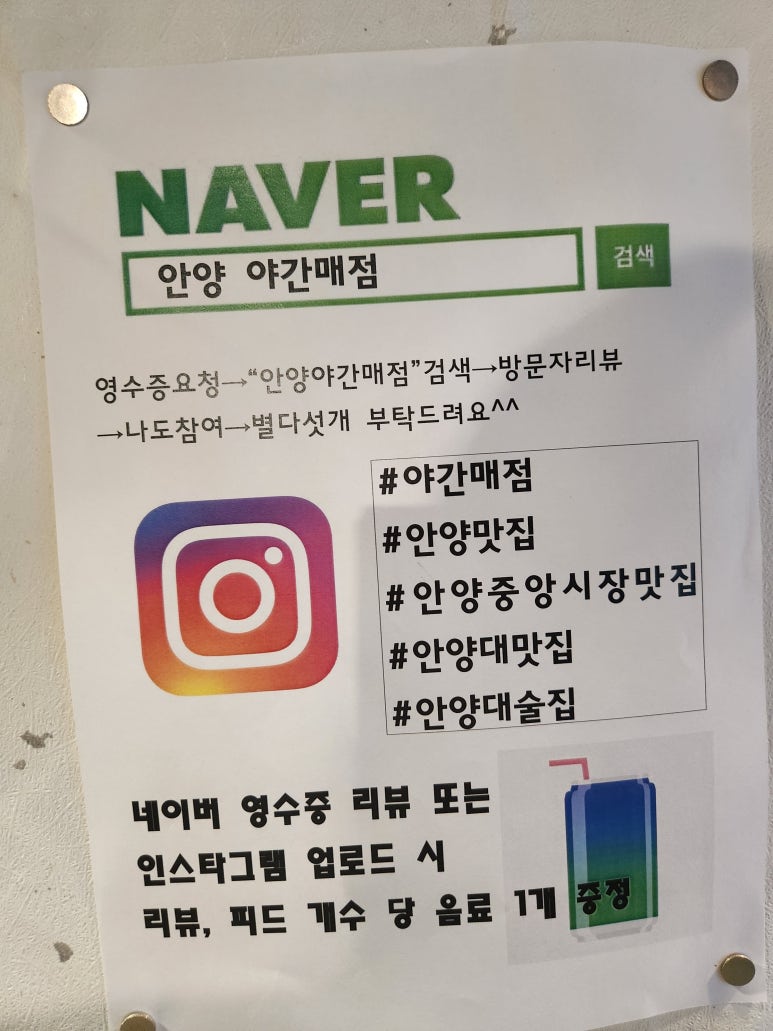 NAVER
안양 야간매점 검색
영수증요청→“안양야간매점”검색→방문자리뷰
→나도참여→별다섯개 부탁드려요^^
#야간매점
#안양맛집
#안양중앙시장맛집
#안양대맛집
#안양대술집
네이버 영수증 리뷰 또는
인스타그램 업로드 시
리뷰, 피드 개수 당 음료 1개 증정